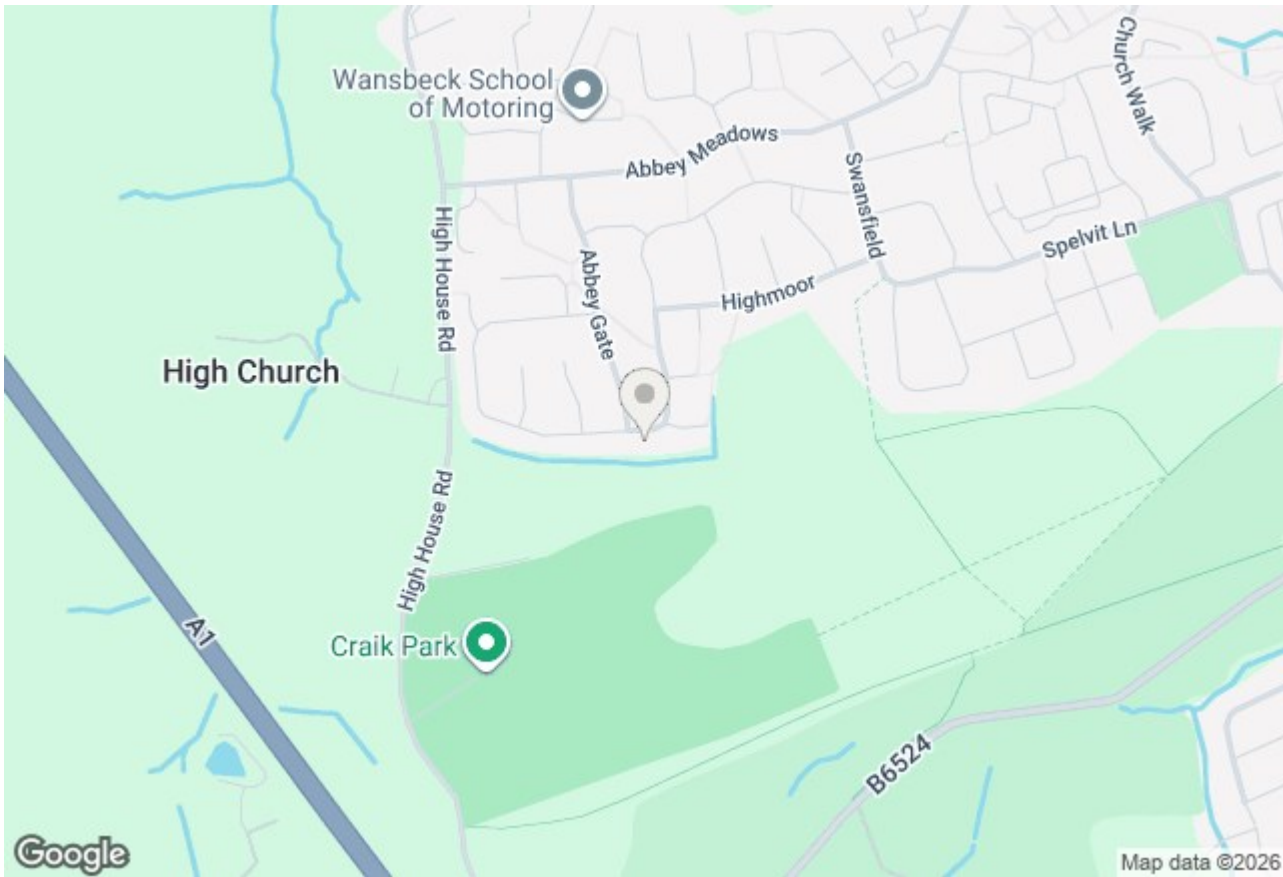 Wansbeck School
of Motoring
Church Walk
Abbey Meadows
Swansfield
High House Rd
Spelvit Ln
Abbey Gate
Highmoor
High Church
High House Rd
A1
Craik Park
B6524
Google
Map data ©2026